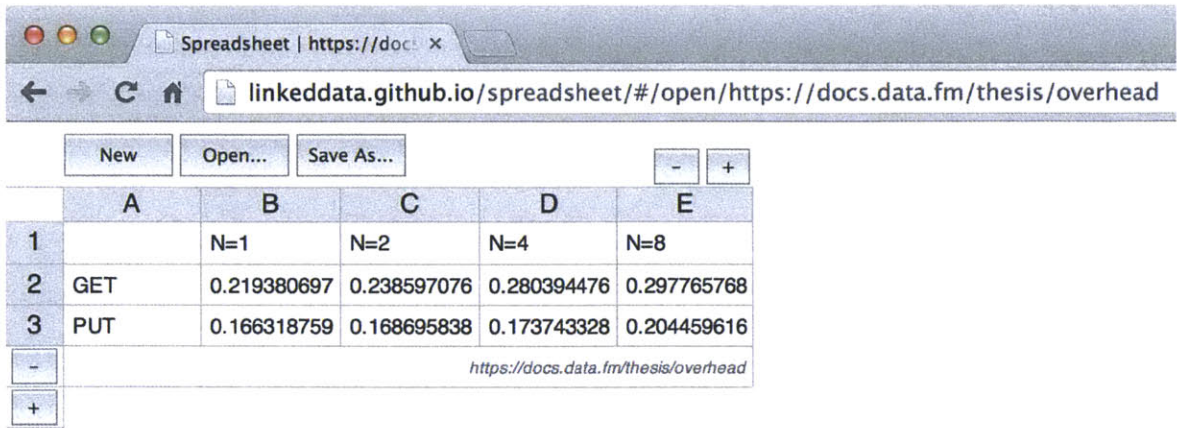 Spreadsheet | https://docs
linkeddata.github.io/spreadsheet/#/open/https://docs.data.fm/thesis/overhead
New Open... Save As... - +
A B C D E
1 N=1 N=2 N=4 N=8
2 GET 0.219380697 0.238597076 0.280394476 0.297765768
3 PUT 0.166318759 0.168695838 0.173743328 0.204459616
- https://docs.data.fm/thesis/overhead
+